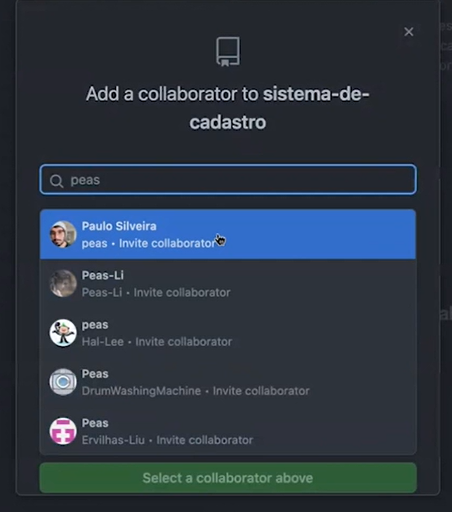 Add a collaborator to sistema-de-
cadastro
peas
Paulo Silveira
peas • Invite collaborator
Peas-Li
Peas-Li • Invite collaborator
peas
Hal-Lee • Invite collaborator
Peas
DrumWashingMachine • Invite collaborator
Peas
Ervilhas-Liu • Invite collaborator
Select a collaborator above